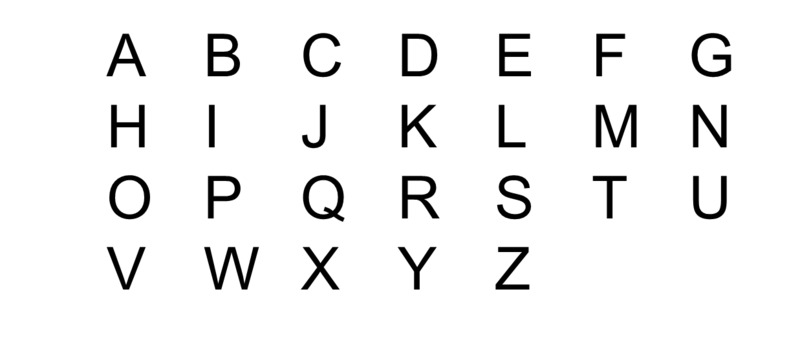 A B C D E F G
H I J K L M N
O P Q R S T U
V W X Y Z